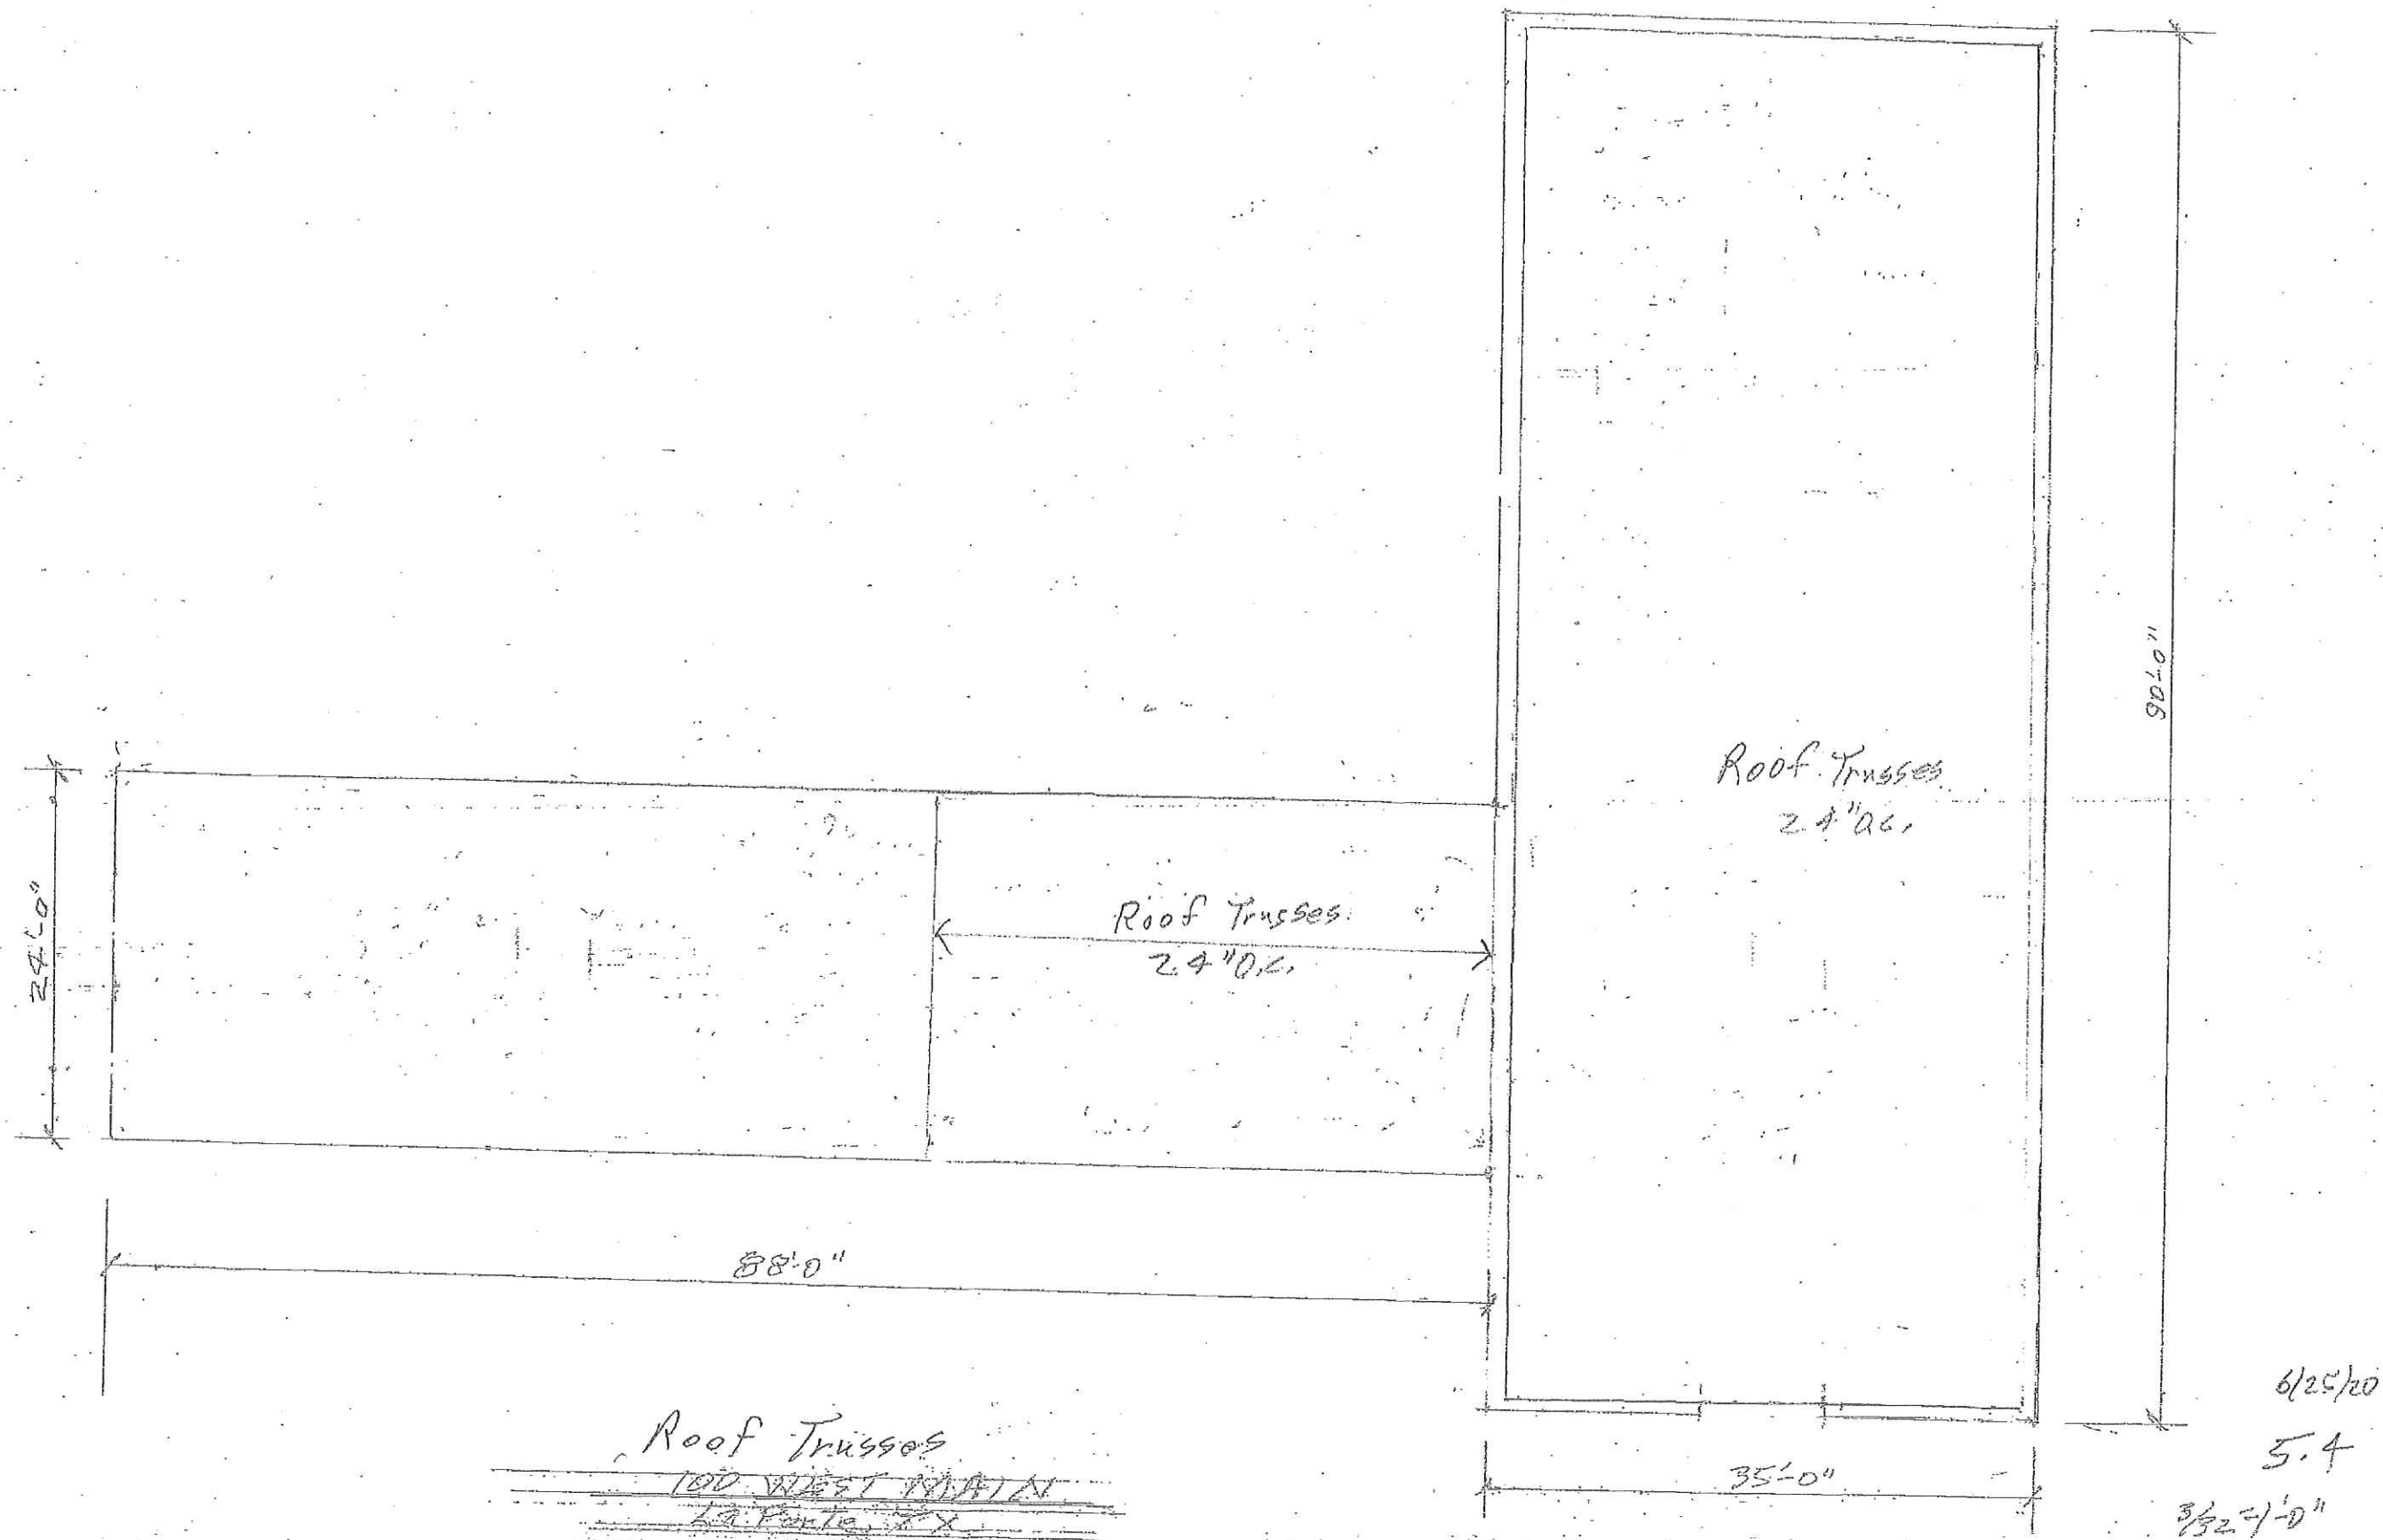 90'-0"
Roof Trusses
24" O.C.
24'-0"
Roof Trusses
24" O.C.
88'-0"
Roof Trusses
100 WEST MAIN
La Porte, TX
35'-0"
6/25/20
5.4
3/32=1'-0"